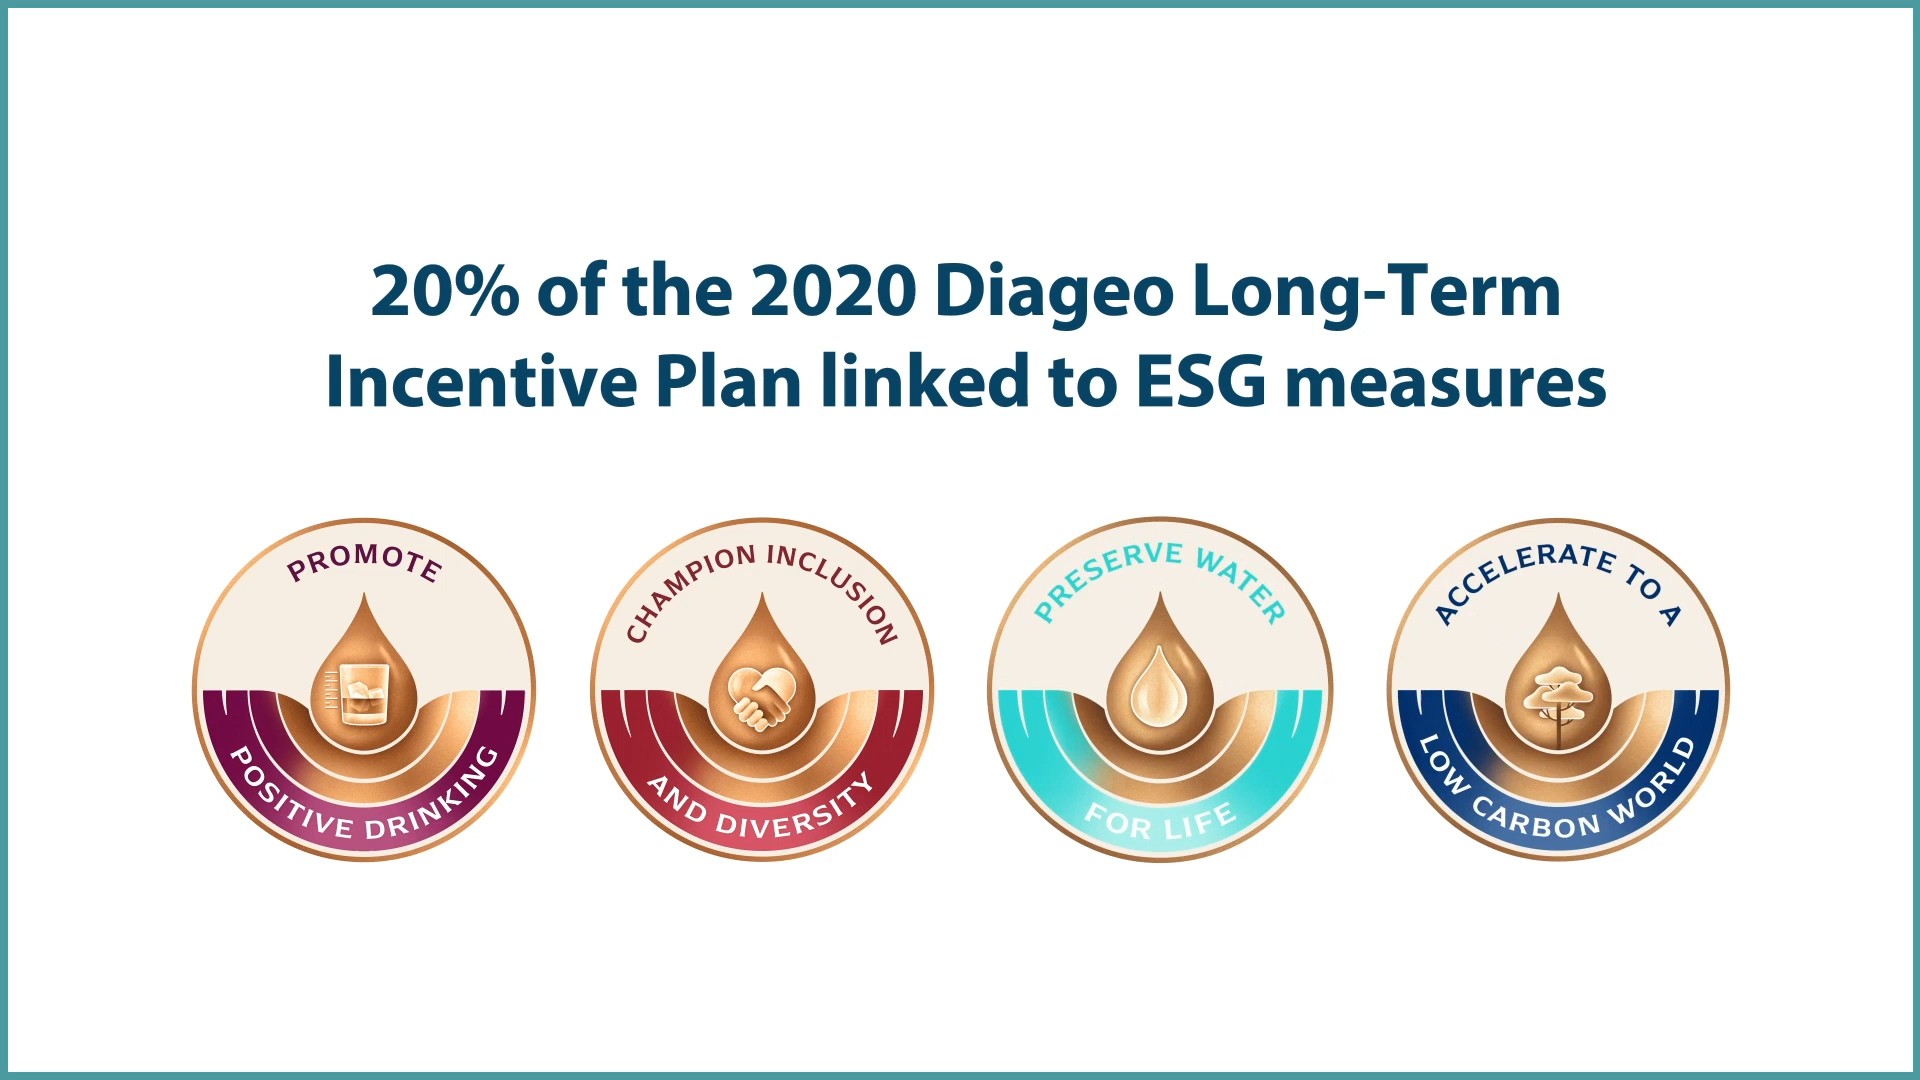 20% of the 2020 Diageo Long-Term
Incentive Plan linked to ESG measures
PROMOTE
POSITIVE DRINKING
CHAMPION INCLUSION
AND DIVERSITY
PRESERVE WATER
FOR LIFE
ACCELERATE TO A
LOW CARBON WORLD